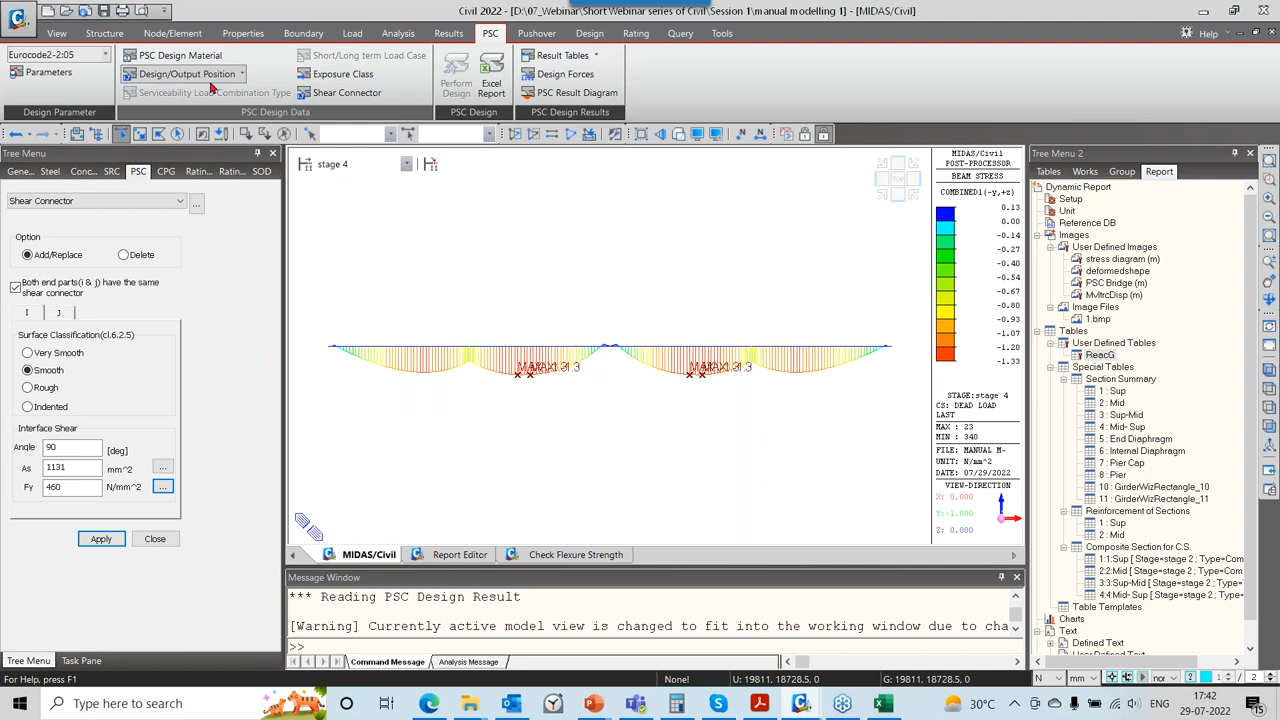 Civil 2022 - [D:\07_Webinar\Short Webinar series of Civil\Session 1\manual modelling 1] [MIDAS/Civil]
View Structure Node/Element Properties Boundary Load Analysis Results PSC Pushover Design Rating Query Tools Help
Eurocode2-2:05 PSC Design Material Short/Long term Load Case Result Tables
Parameters Design/Output Position Exposure Class Perform Design Excel Report Design Forces
Serviceability Load Combination Type Shear Connector PSC Result Diagram
Design Parameter PSC Design Data PSC Design PSC Design Results
Tree Menu
Gene... Steel Conc... SRC PSC CPG Ratin... Ratin... SOD
Shear Connector ...
Option
Add/Replace Delete
Both end parts(i & j) have the same
shear connector
I J
Surface Classification(cl.6.2.5)
Very Smooth
Smooth
Rough
Indented
Interface Shear
Angle 90 [deg]
As 1131 mm^2 ...
Fy 460 N/mm^2 ...
Apply Close
Tree Menu Task Pane
stage 4
TOP
MIDAS/Civil
POST-PROCESSOR
BEAM STRESS
COMBINED1(-y,+z)
0.13
0.00
-0.14
-0.27
-0.40
-0.54
-0.67
-0.80
-0.93
-1.07
-1.20
-1.33
STAGE:stage 4
CS: DEAD LOAD
LAST
MAX : 23
MIN : 340
FILE: MANUAL M~
UNIT: N/mm^2
DATE: 07/29/2022
VIEW-DIRECTION
X: 0.000
Y:-1.000
Z: 0.000
MIDAS/Civil Report Editor Check Flexure Strength
Message Window
*** Reading PSC Design Result
[Warning] Currently active model view is changed to fit into the working window due to cha
>>
Command Message Analysis Message
Tree Menu 2
Tables Works Group Report
Dynamic Report
Setup
Unit
Reference DB
Images
User Defined Images
stress diagram (m)
deformedshape
PSC Bridge (m)
MvltrcDisp (m)
Image Files
1.bmp
Tables
User Defined Tables
ReacG
Special Tables
Section Summary
1 : Sup
2 : Mid
3 : Sup-Mid
4 : Mid- Sup
5 : End Diaphragm
6 : Internal Diaphragm
7 : Pier Cap
8 : Pier
10 : GirderWizRectangle_10
11 : GirderWizRectangle_11
Reinforcement of Sections
1 : Sup
2 : Mid
Composite Section for C.S.
1:1:Sup [ Stage=stage 2 ; Type=Com
2:2:Mid [ Stage=stage 2 ; Type=Com
3:3:Sup-Mid [ Stage=stage 2 ; Type=
4:4:Mid- Sup [ Stage=stage 2 ; Type=
Table Templates
Charts
Text
Defined Text
For Help, press F1 None! U: 19811, 18728.5, 0 G: 19811, 18728.5, 0 N mm nor 1 / 2
Type here to search 30°C ENG 17:42
29-07-2022 15